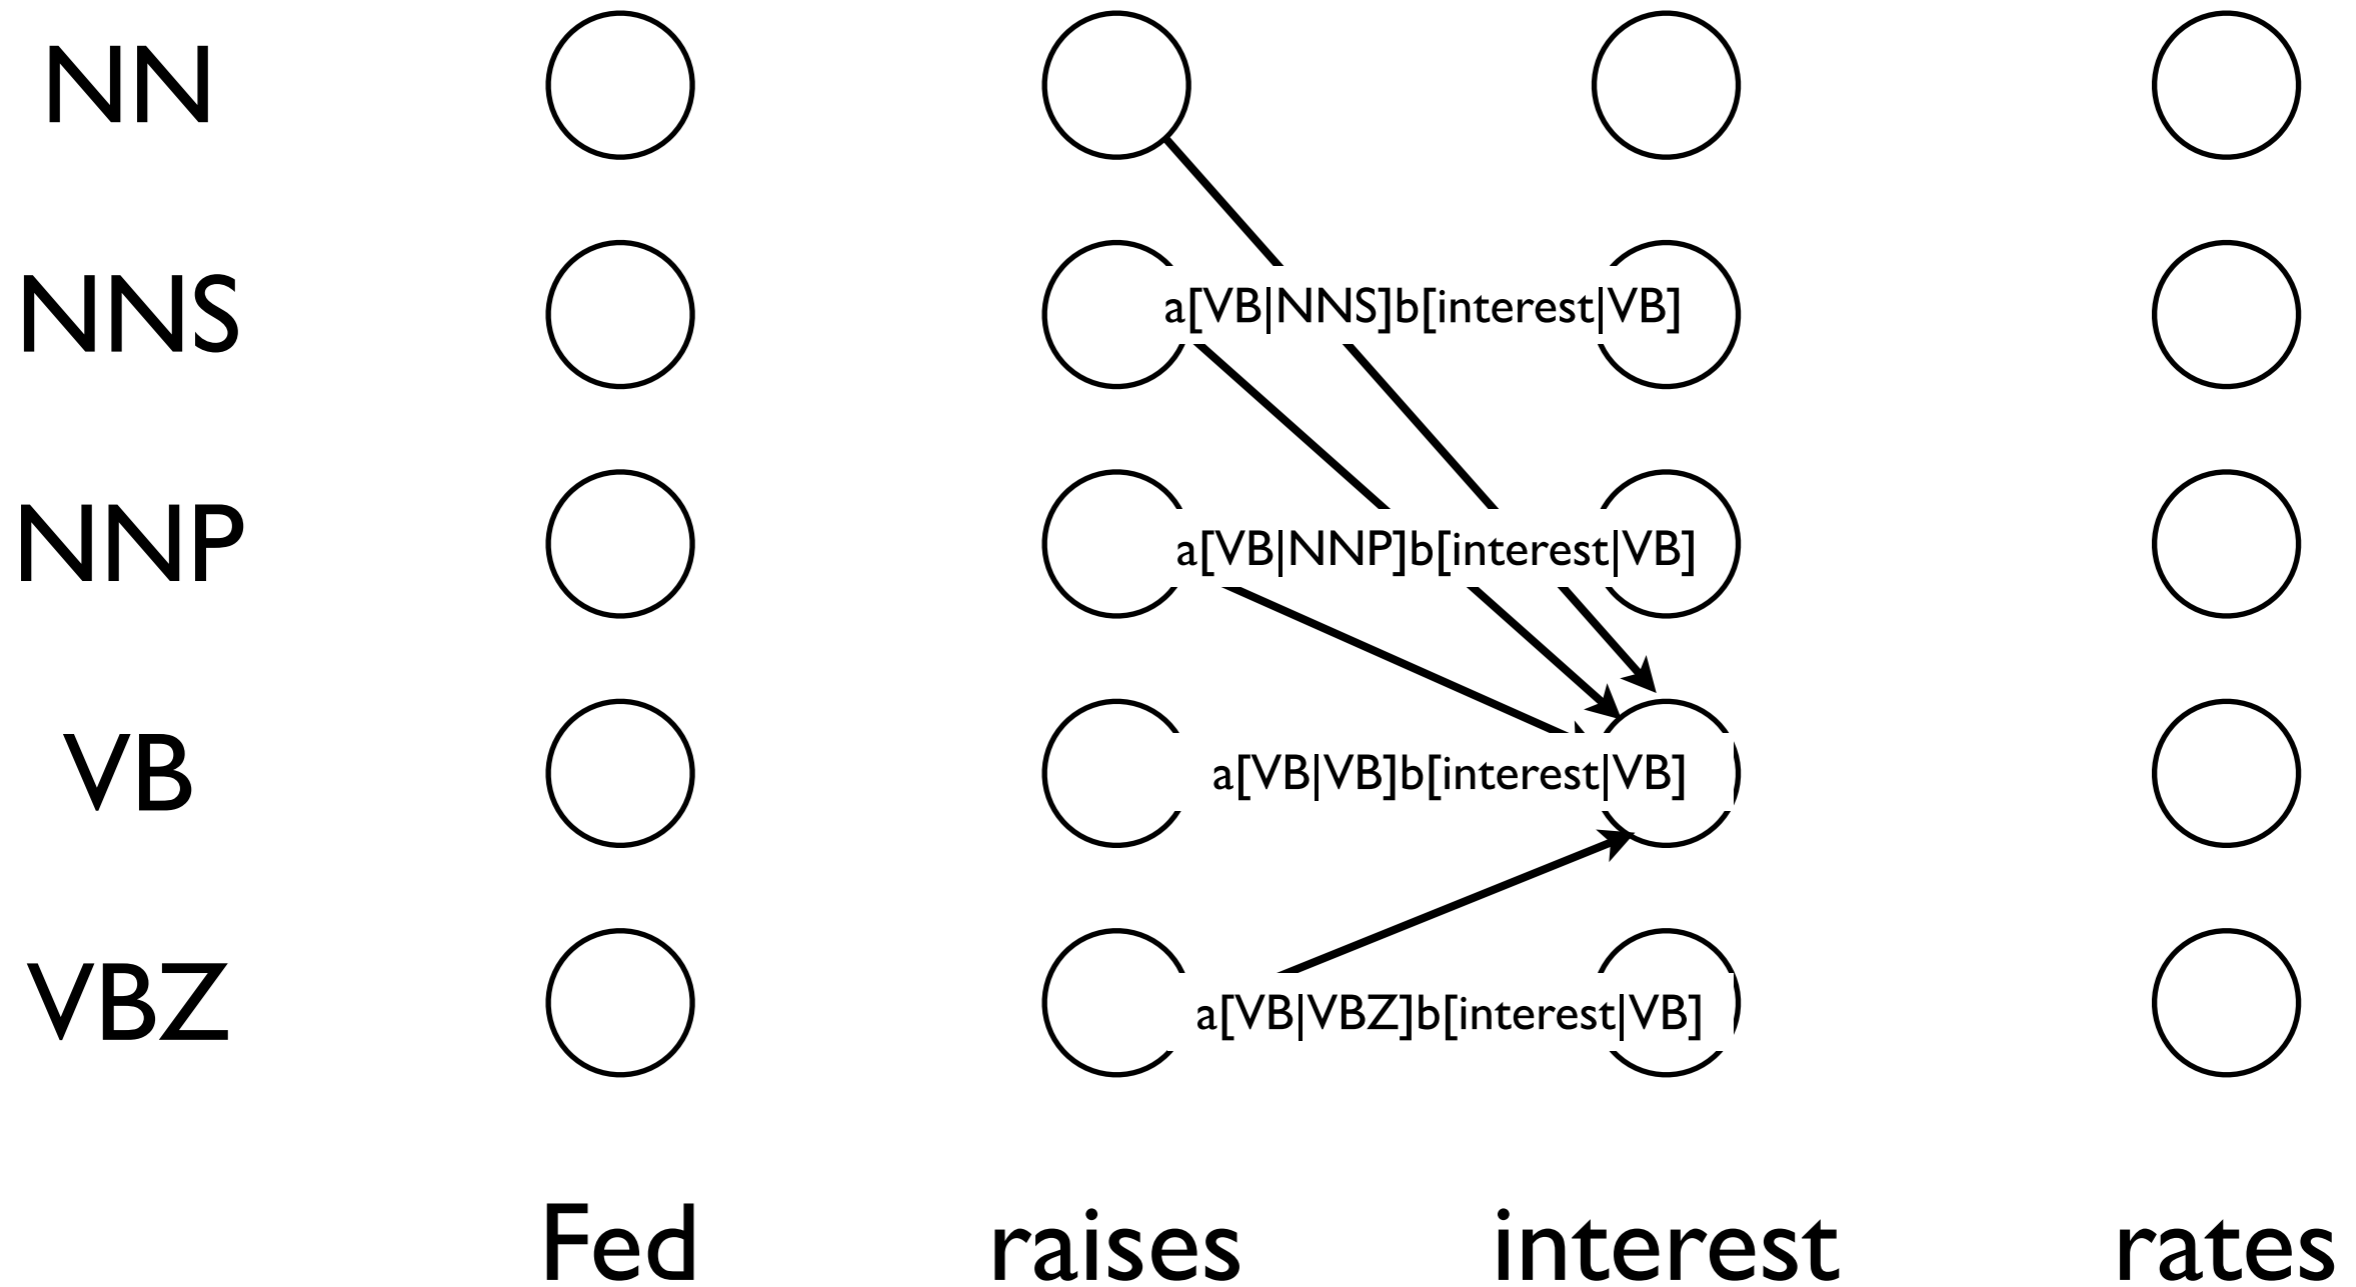 NN
NNS a[VB|NNS]b[interest|VB]
NNP a[VB|NNP]b[interest|VB]
VB a[VB|VB]b[interest|VB]
VBZ a[VB|VBZ]b[interest|VB]
Fed raises interest rates